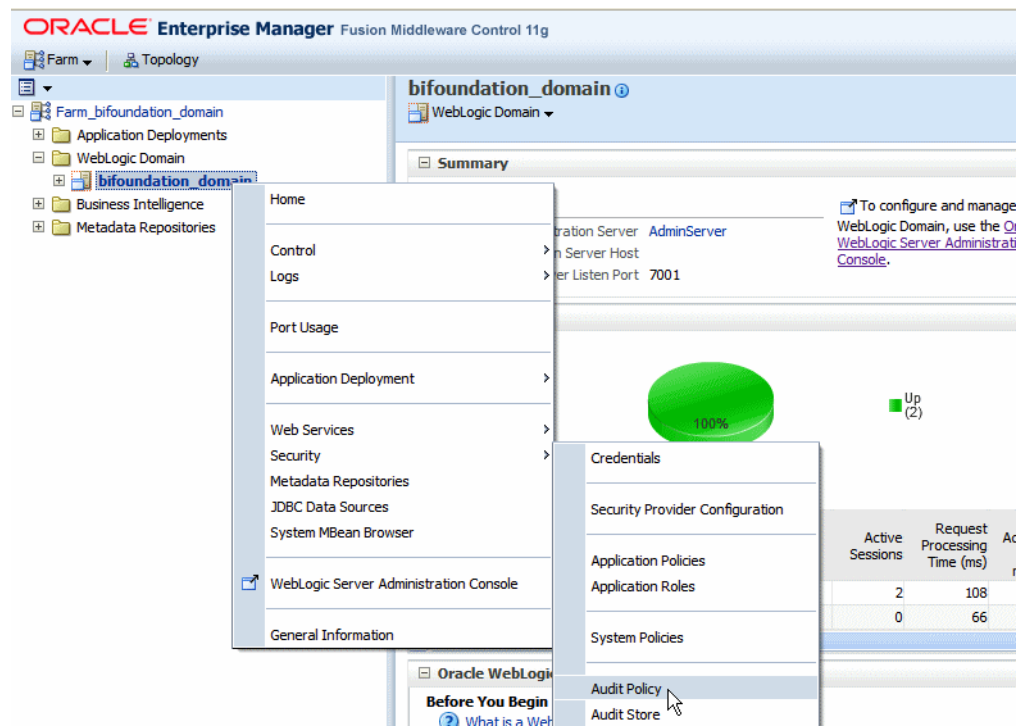 ORACLE Enterprise Manager Fusion Middleware Control 11g
Farm
Topology
Farm_bifoundation_domain
Application Deployments
WebLogic Domain
bifoundation_domain
Business Intelligence
Metadata Repositories
bifoundation_domain
WebLogic Domain
Summary
tration Server AdminServer
n Server Host
ver Listen Port 7001
To configure and manage
WebLogic Domain, use the
WebLogic Server Administrati
Console.
100%
Up
(2)
Active
Sessions
Request
Processing
Time (ms)
2 108
0 66
Oracle WebLogi
Before You Begin
What is a Web
Home
Control
Logs
Port Usage
Application Deployment
Web Services
Security
Metadata Repositories
JDBC Data Sources
System MBean Browser
WebLogic Server Administration Console
General Information
Credentials
Security Provider Configuration
Application Policies
Application Roles
System Policies
Audit Policy
Audit Store